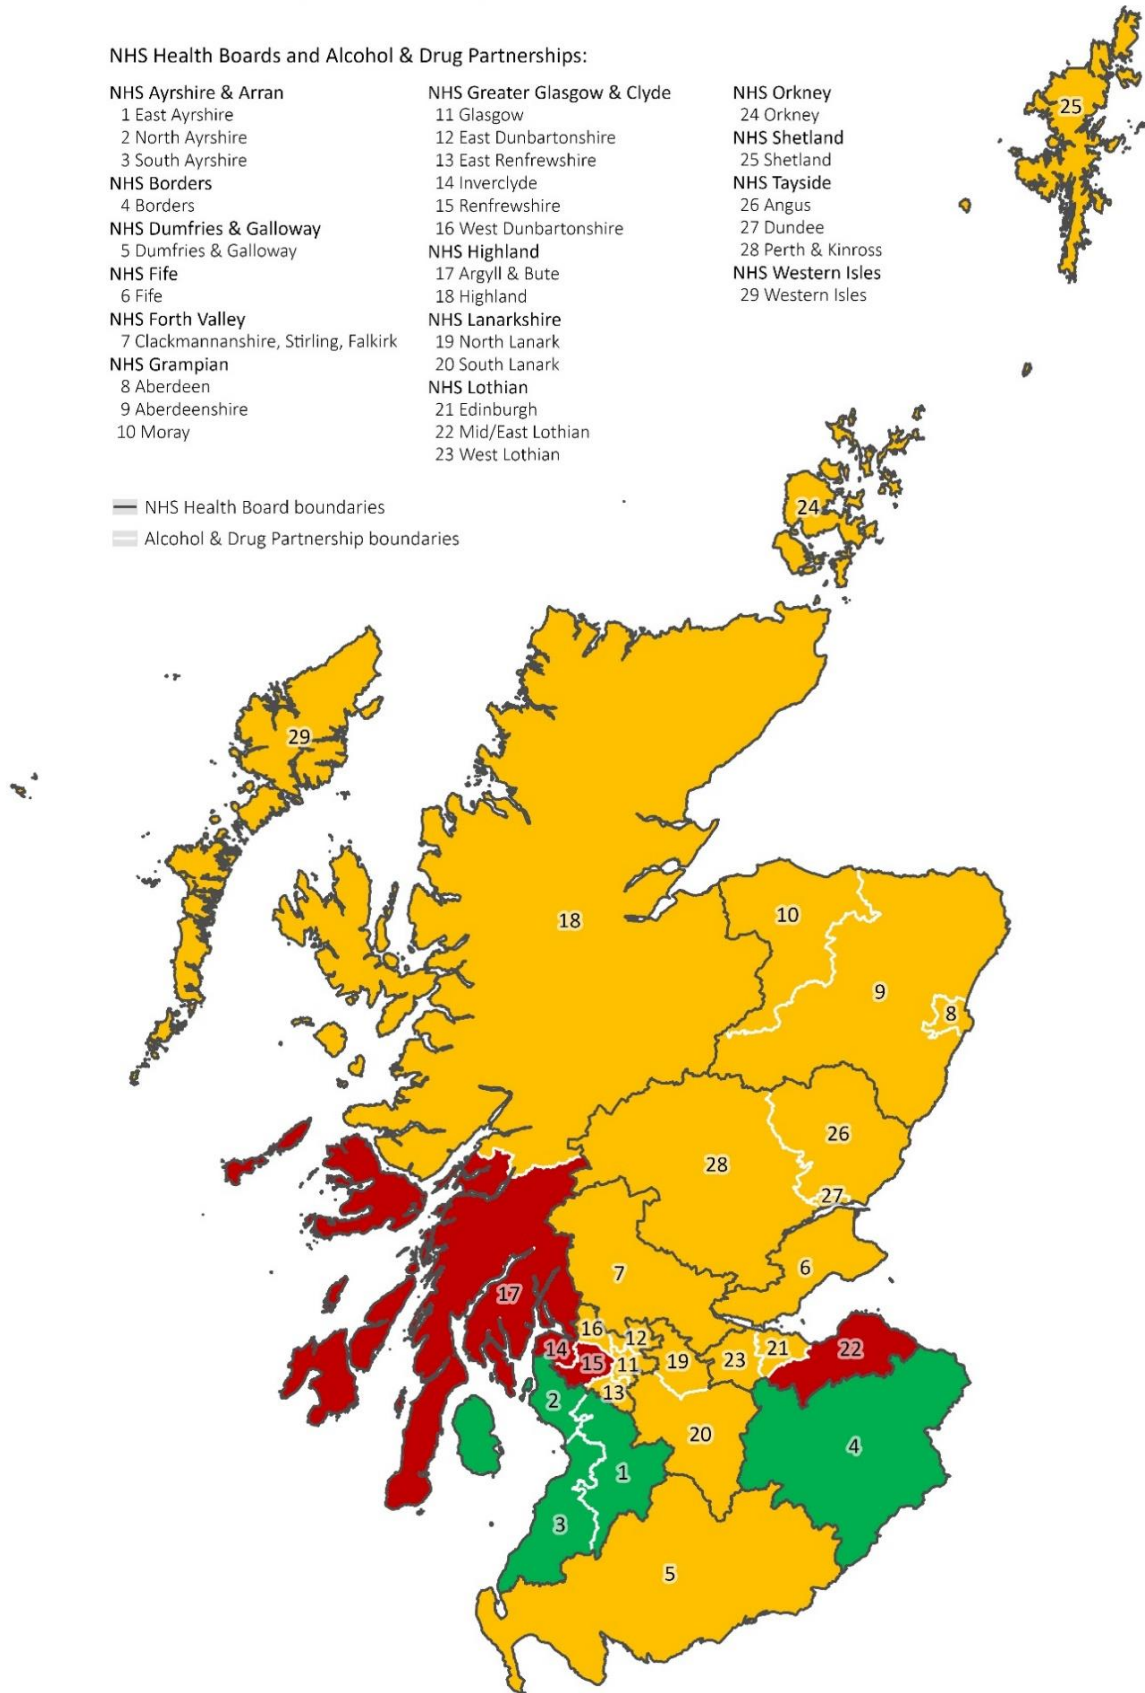 NHS Health Boards and Alcohol & Drug Partnerships:
NHS Ayrshire & Arran
1 East Ayrshire
2 North Ayrshire
3 South Ayrshire
NHS Borders
4 Borders
NHS Dumfries & Galloway
5 Dumfries & Galloway
NHS Fife
6 Fife
NHS Forth Valley
7 Clackmannanshire, Stirling, Falkirk
NHS Grampian
8 Aberdeen
9 Aberdeenshire
10 Moray
NHS Greater Glasgow & Clyde
11 Glasgow
12 East Dunbartonshire
13 East Renfrewshire
14 Inverclyde
15 Renfrewshire
16 West Dunbartonshire
NHS Highland
17 Argyll & Bute
18 Highland
NHS Lanarkshire
19 North Lanark
20 South Lanark
NHS Lothian
21 Edinburgh
22 Mid/East Lothian
23 West Lothian
NHS Orkney
24 Orkney
NHS Shetland
25 Shetland
NHS Tayside
26 Angus
27 Dundee
28 Perth & Kinross
NHS Western Isles
29 Western Isles
NHS Health Board boundaries
Alcohol & Drug Partnership boundaries
25
24
29
18
10
9
8
26
28
27
6
7
17
16
12
14
15
11
19
23
21
22
13
2
20
4
1
3
5